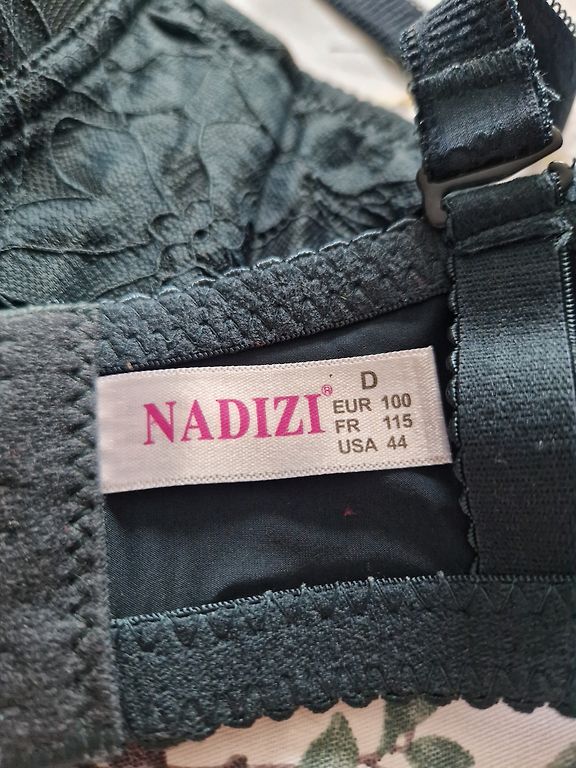 NADIZI®
D
EUR 100
FR 115
USA 44